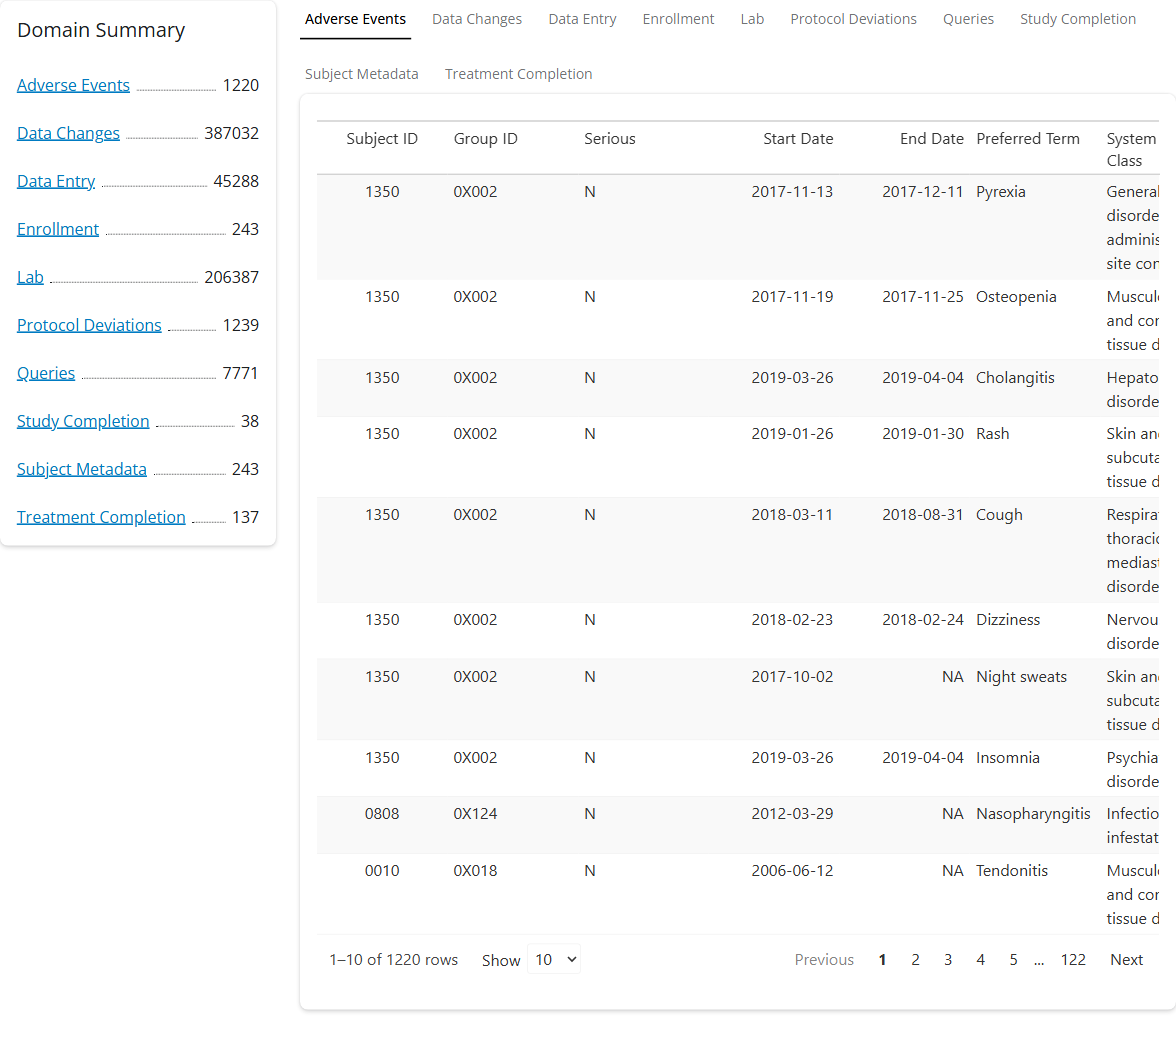 Domain Summary
Adverse Events 1220
Data Changes 387032
Data Entry 45288
Enrollment 243
Lab 206387
Protocol Deviations 1239
Queries 7771
Study Completion 38
Subject Metadata 243
Treatment Completion 137
Adverse Events Data Changes Data Entry Enrollment Lab Protocol Deviations Queries Study Completion
Subject Metadata Treatment Completion
Subject ID Group ID Serious Start Date End Date Preferred Term System
Class
1350 0X002 N 2017-11-13 2017-12-11 Pyrexia General
disorde
adminis
site con
1350 0X002 N 2017-11-19 2017-11-25 Osteopenia Musculo
and con
tissue d
1350 0X002 N 2019-03-26 2019-04-04 Cholangitis Hepato
disorde
1350 0X002 N 2019-01-26 2019-01-30 Rash Skin and
subcuta
tissue d
1350 0X002 N 2018-03-11 2018-08-31 Cough Respirat
thoracic
mediast
disorde
1350 0X002 N 2018-02-23 2018-02-24 Dizziness Nervou
disorde
1350 0X002 N 2017-10-02 NA Night sweats Skin and
subcuta
tissue d
1350 0X002 N 2019-03-26 2019-04-04 Insomnia Psychia
disorde
0808 0X124 N 2012-03-29 NA Nasopharyngitis Infectio
infestat
0010 0X018 N 2006-06-12 NA Tendonitis Musculo
and con
tissue d
1–10 of 1220 rows Show 10 Previous 1 2 3 4 5 ... 122 Next